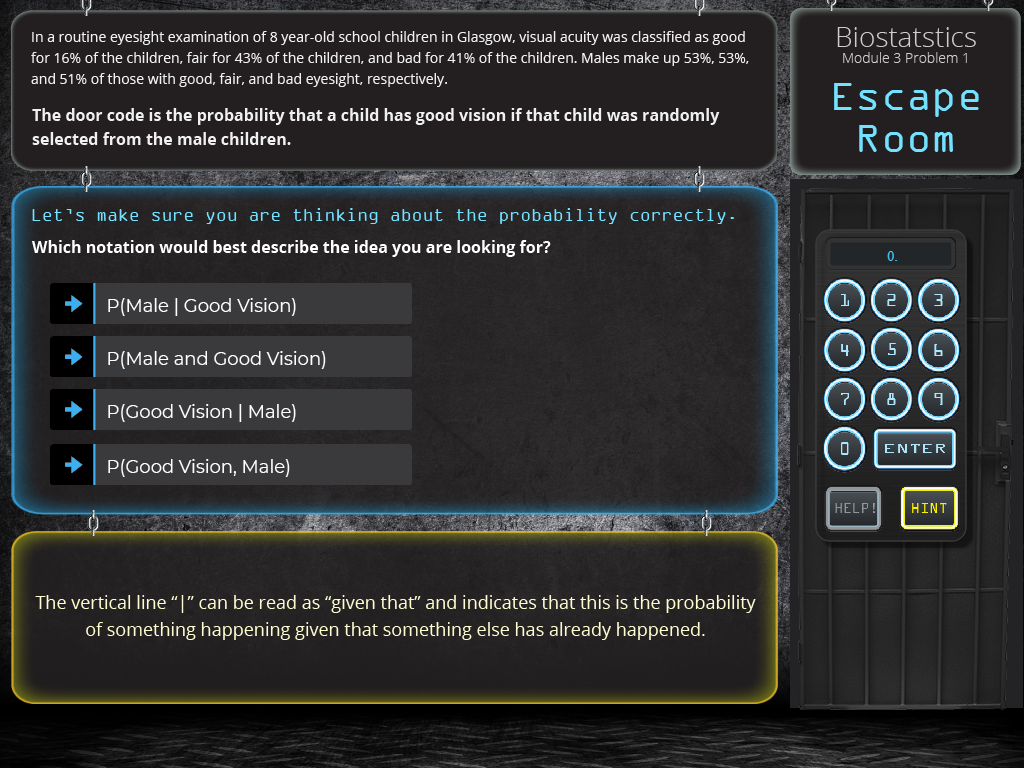 In a routine eyesight examination of 8 year-old school children in Glasgow, visual acuity was classified as good
for 16% of the children, fair for 43% of the children, and bad for 41% of the children. Males make up 53%, 53%,
and 51% of those with good, fair, and bad eyesight, respectively.
The door code is the probability that a child has good vision if that child was randomly
selected from the male children.
Let's make sure you are thinking about the probability correctly.
Which notation would best describe the idea you are looking for?
P(Male | Good Vision)
P(Male and Good Vision)
P(Good Vision | Male)
P(Good Vision, Male)
The vertical line “|” can be read as “given that” and indicates that this is the probability
of something happening given that something else has already happened.
Biostatstics
Module 3 Problem 1
Escape
Room
0.
1 2 3
4 5 6
7 8 9
0 ENTER
HELP! HINT